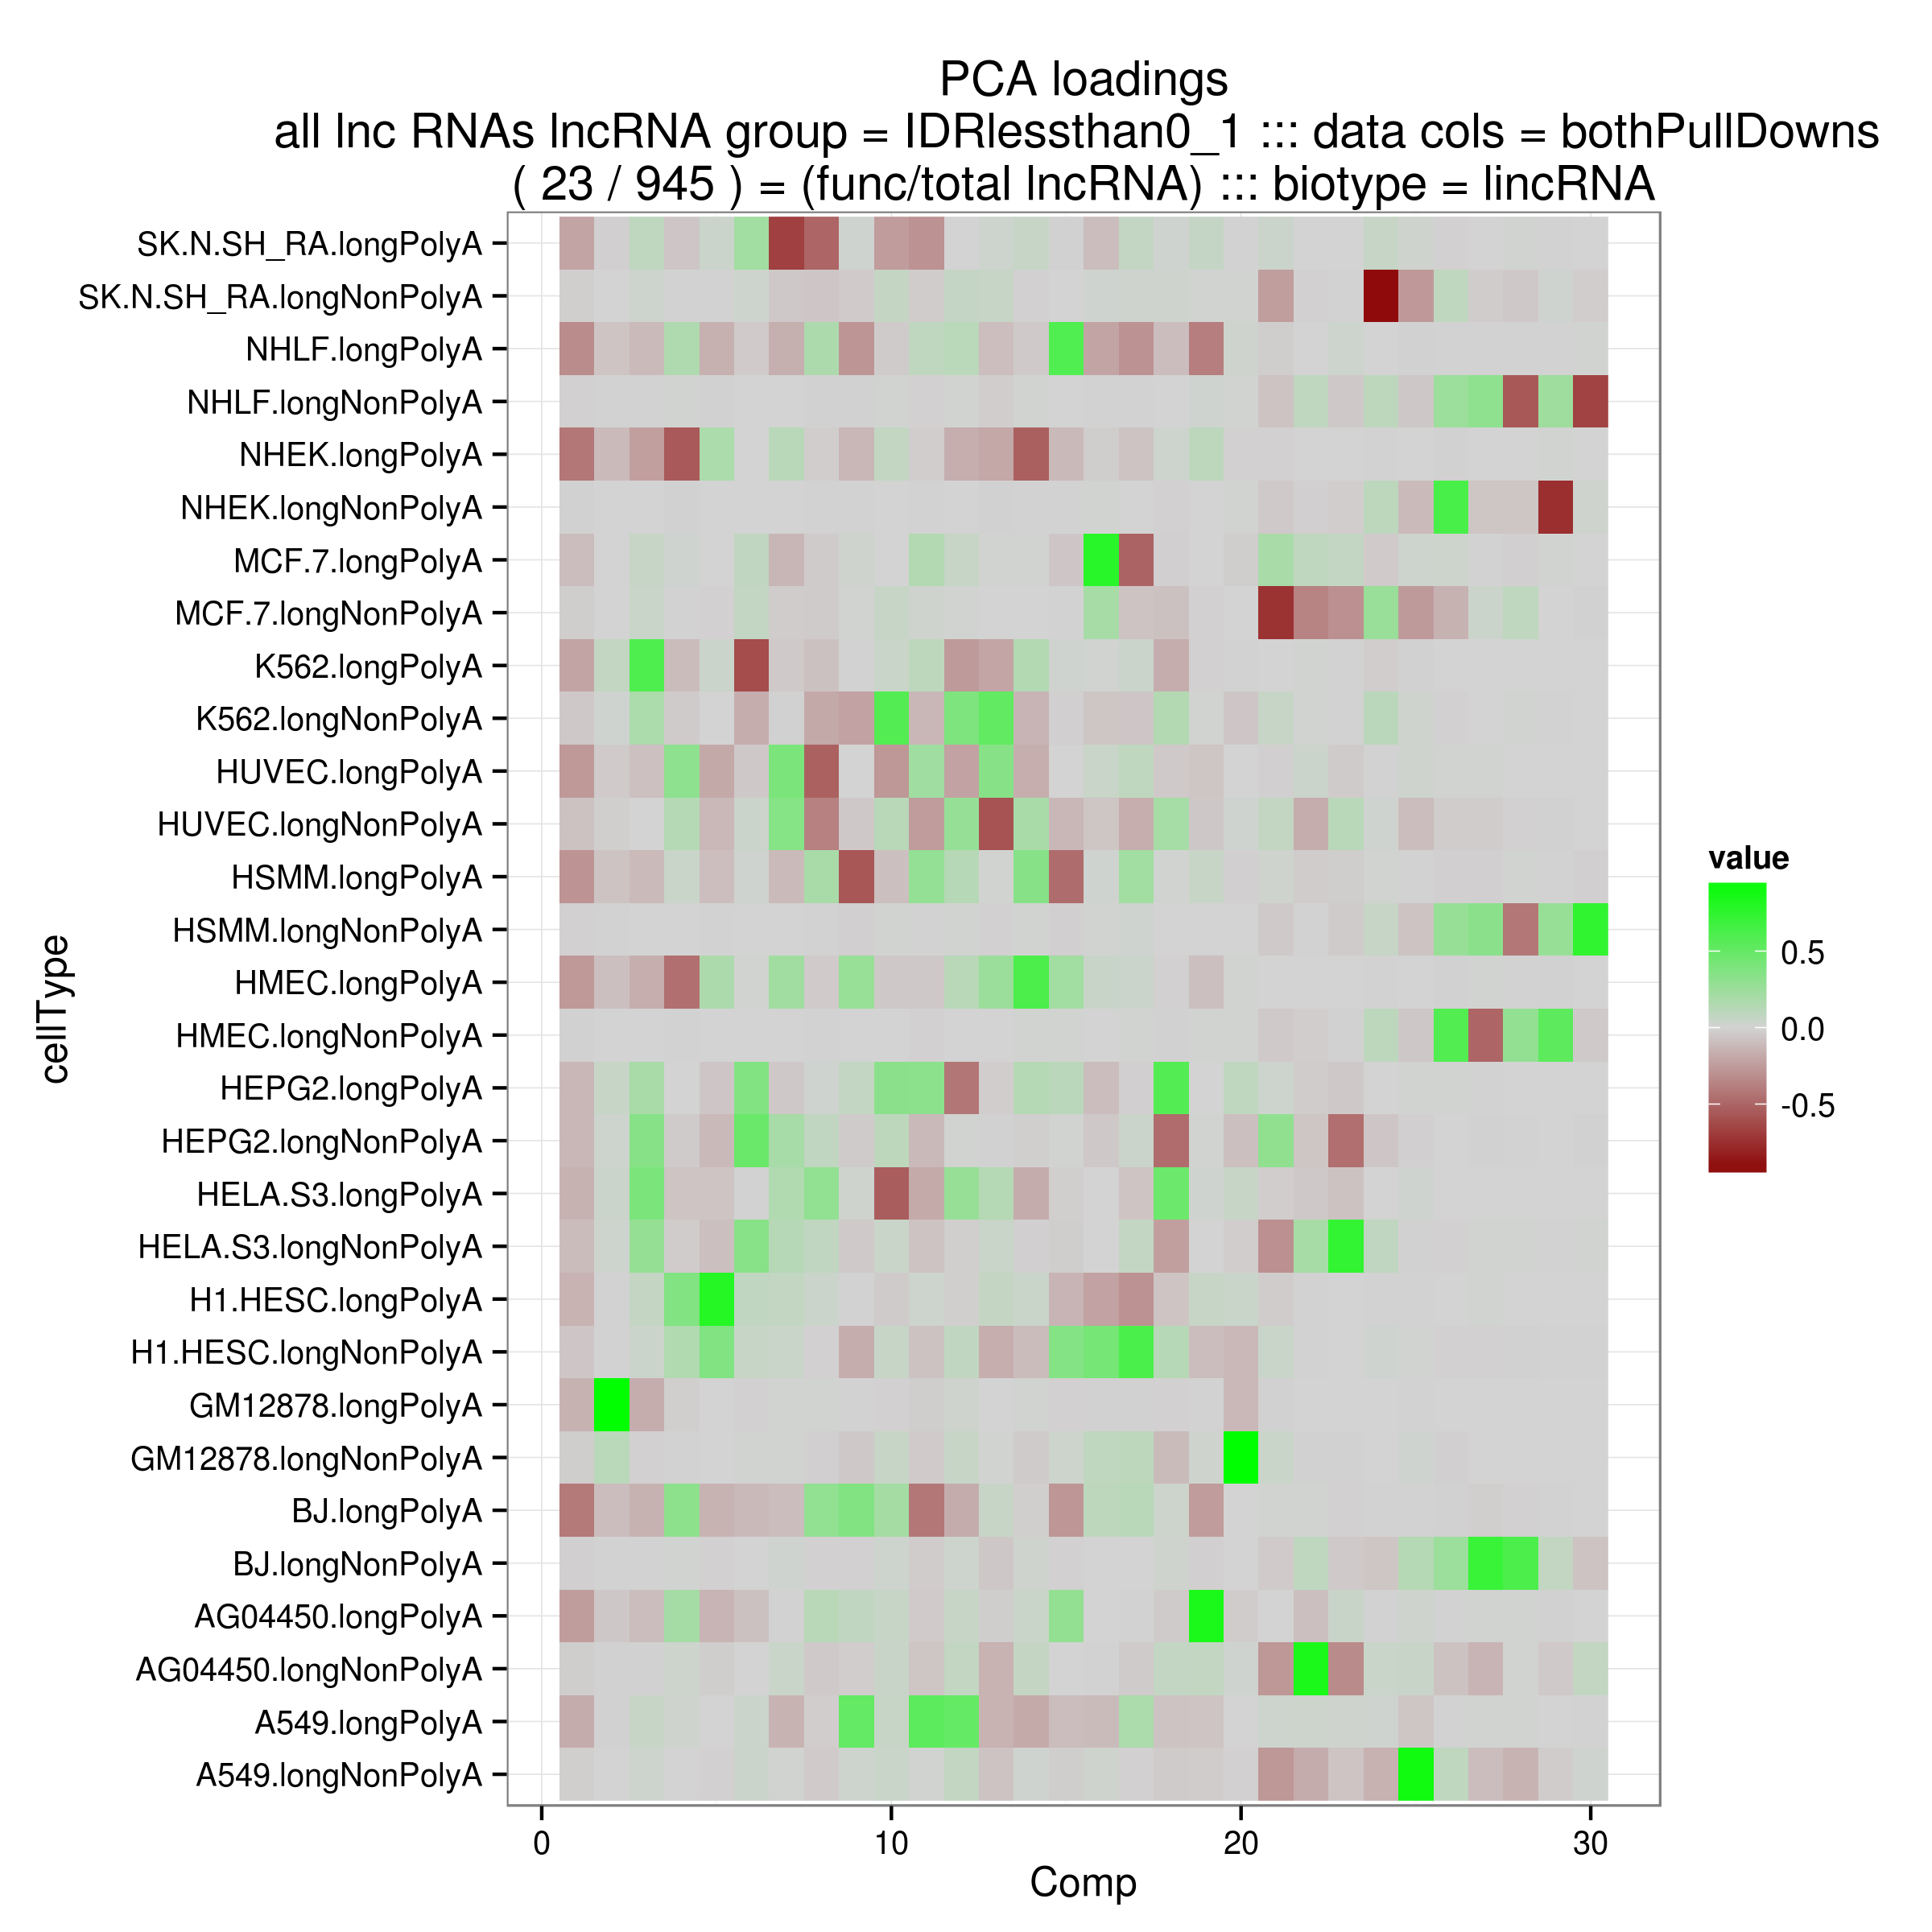 PCA loadings
all lnc RNAs lncRNA group = IDRlessthan0_1 ::: data cols = bothPullDowns
( 23 / 945 ) = (func/total lncRNA) ::: biotype = lincRNA
SK.N.SH_RA.longPolyA
SK.N.SH_RA.longNonPolyA
NHLF.longPolyA
NHLF.longNonPolyA
NHEK.longPolyA
NHEK.longNonPolyA
MCF.7.longPolyA
MCF.7.longNonPolyA
K562.longPolyA
K562.longNonPolyA
HUVEC.longPolyA
HUVEC.longNonPolyA
HSMM.longPolyA
HSMM.longNonPolyA
HMEC.longPolyA
HMEC.longNonPolyA
HEPG2.longPolyA
HEPG2.longNonPolyA
HELA.S3.longPolyA
HELA.S3.longNonPolyA
H1.HESC.longPolyA
H1.HESC.longNonPolyA
GM12878.longPolyA
GM12878.longNonPolyA
BJ.longPolyA
BJ.longNonPolyA
AG04450.longPolyA
AG04450.longNonPolyA
A549.longPolyA
A549.longNonPolyA
cellType
0 10 20 30
Comp
value
0.5
0.0
-0.5